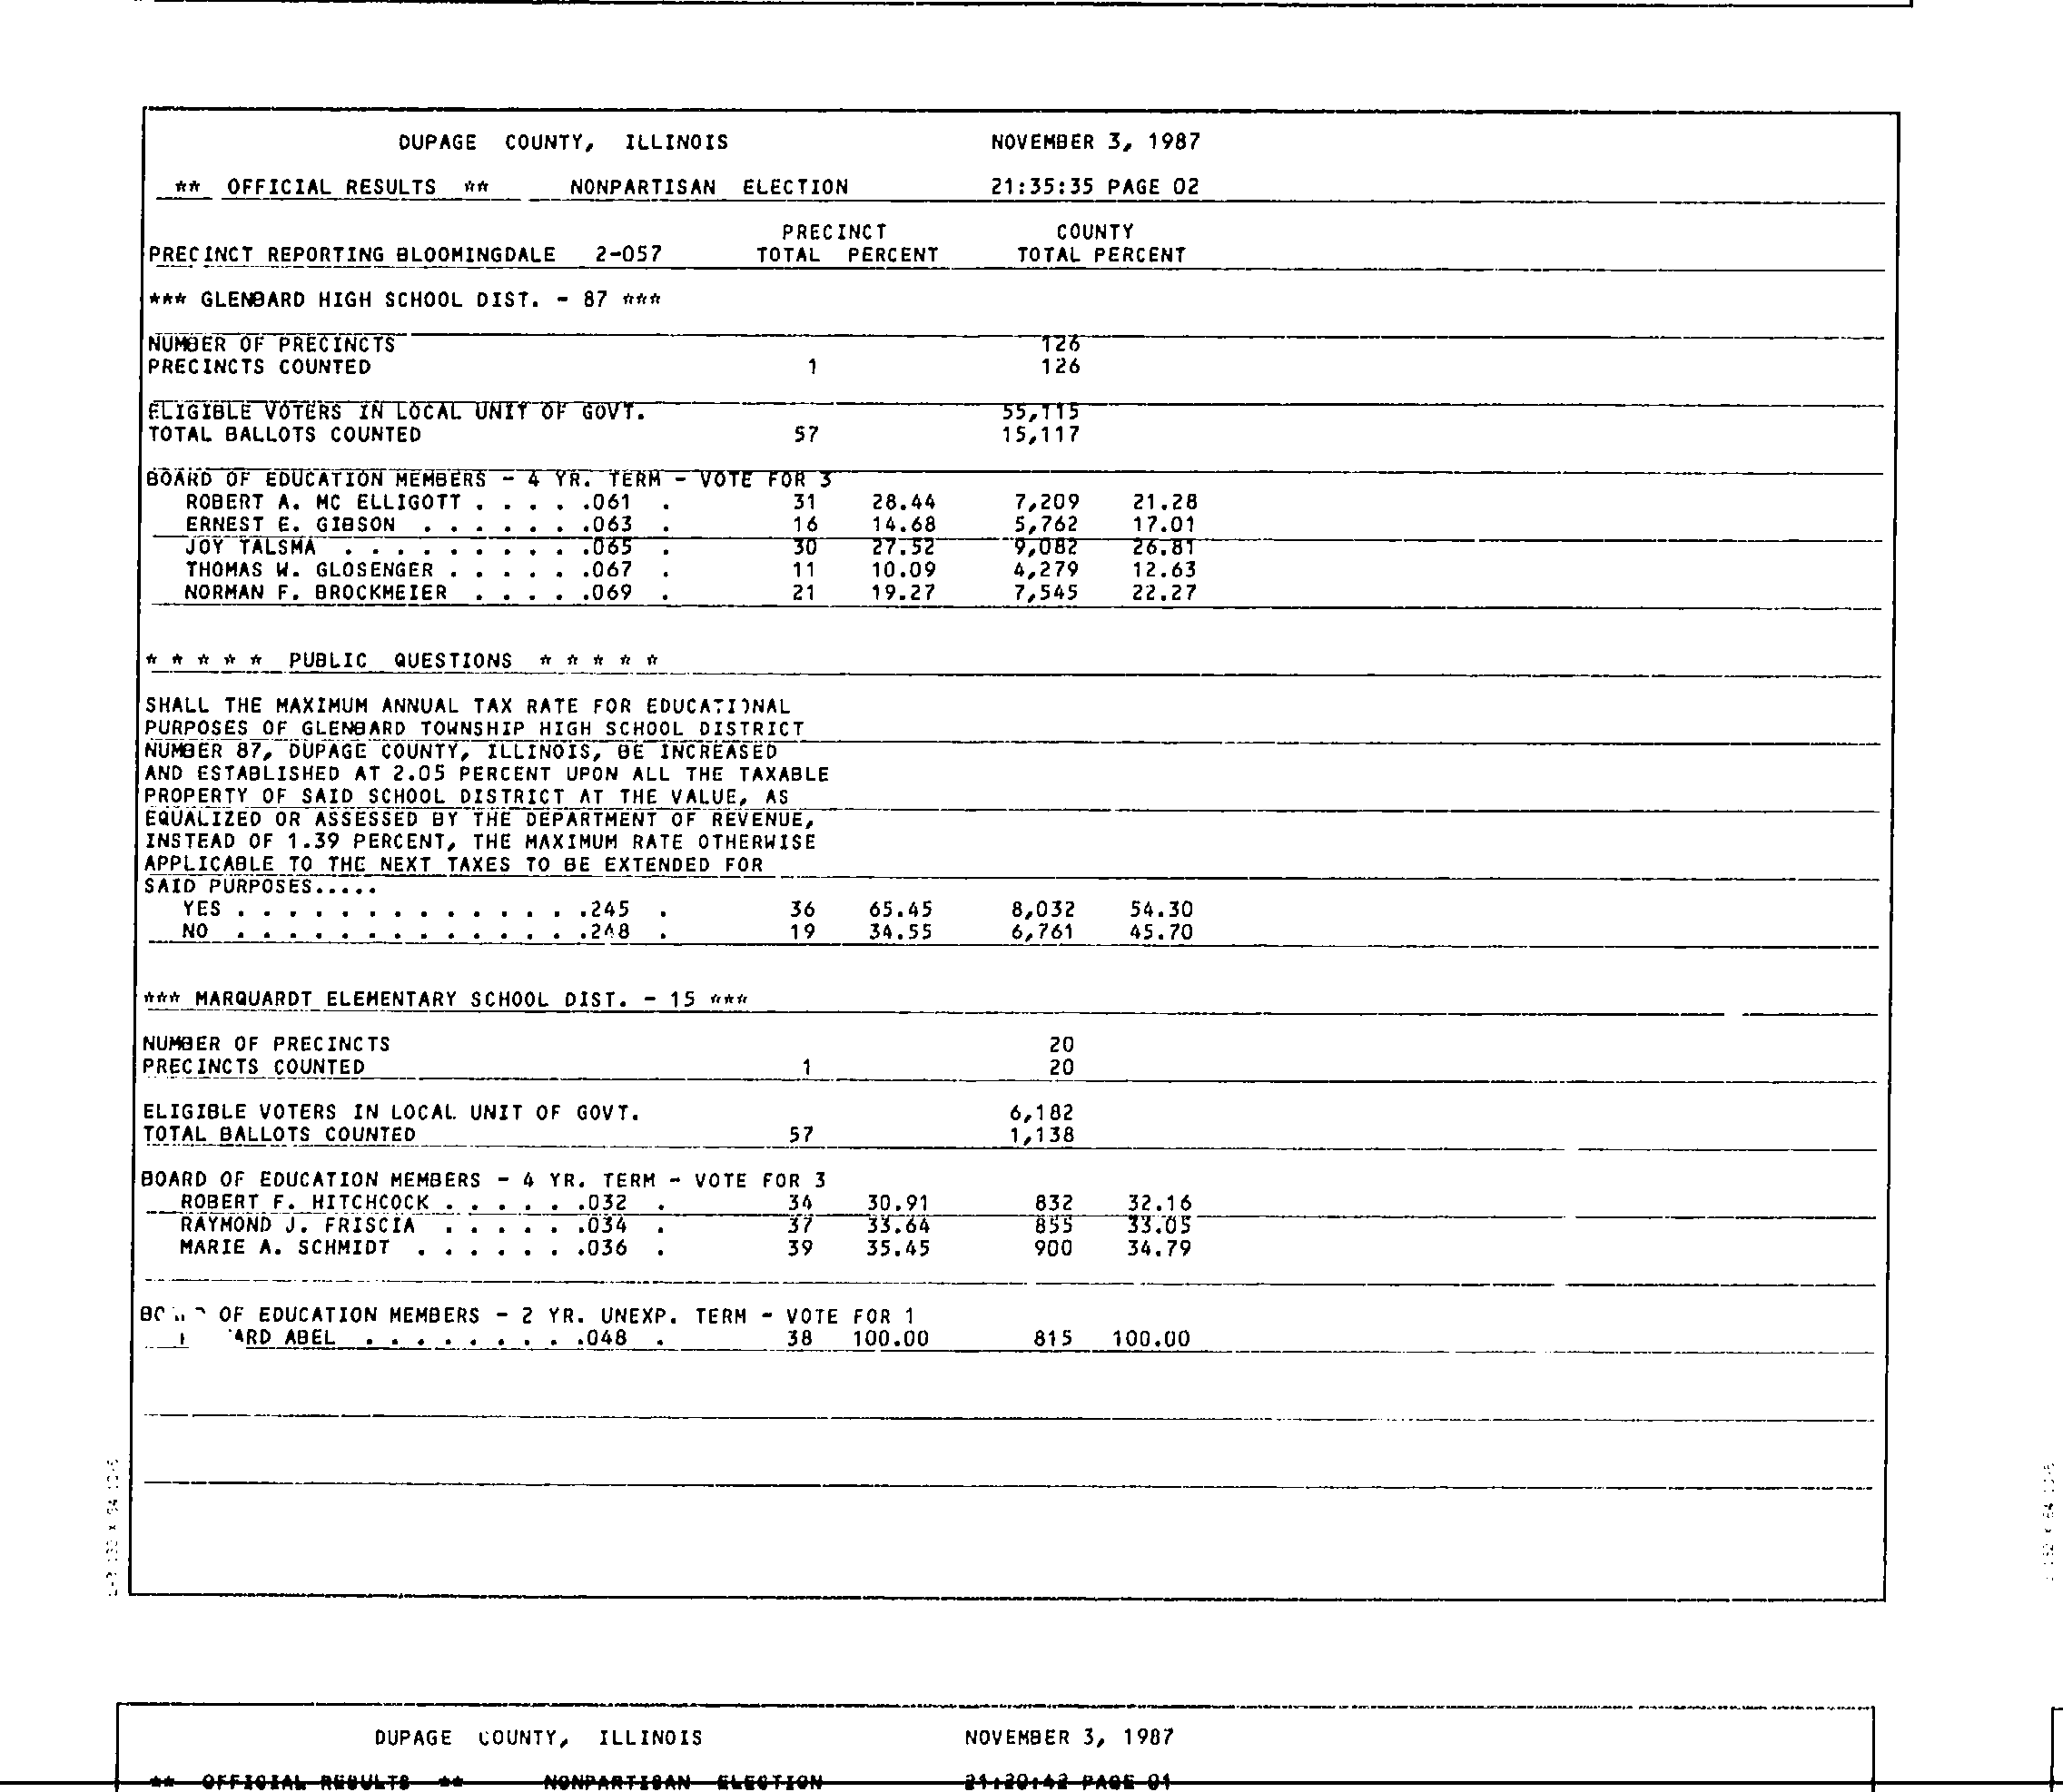 DUPAGE COUNTY, ILLINOIS NOVEMBER 3, 1987
** OFFICIAL RESULTS ** NONPARTISAN ELECTION 21:35:35 PAGE 02
PRECINCT COUNTY
PRECINCT REPORTING BLOOMINGDALE 2-057 TOTAL PERCENT TOTAL PERCENT
*** GLENBARD HIGH SCHOOL DIST. - 87 ***
NUMBER OF PRECINCTS 126
PRECINCTS COUNTED 1 126
ELIGIBLE VOTERS IN LOCAL UNIT OF GOVT. 55,115
TOTAL BALLOTS COUNTED 57 15,117
BOARD OF EDUCATION MEMBERS - 4 YR. TERM - VOTE FOR 3
ROBERT A. MC ELLIGOTT . . . . .061 . 31 28.44 7,209 21.28
ERNEST E. GIBSON . . . . . . .063 . 16 14.68 5,762 17.01
JOY TALSMA . . . . . . . . . .065 . 30 27.52 9,082 26.81
THOMAS W. GLOSENGER . . . . . .067 . 11 10.09 4,279 12.63
NORMAN F. BROCKMEIER . . . . .069 . 21 19.27 7,545 22.27
* * * * * PUBLIC QUESTIONS * * * * *
SHALL THE MAXIMUM ANNUAL TAX RATE FOR EDUCATIONAL
PURPOSES OF GLENBARD TOWNSHIP HIGH SCHOOL DISTRICT
NUMBER 87, DUPAGE COUNTY, ILLINOIS, BE INCREASED
AND ESTABLISHED AT 2.05 PERCENT UPON ALL THE TAXABLE
PROPERTY OF SAID SCHOOL DISTRICT AT THE VALUE, AS
EQUALIZED OR ASSESSED BY THE DEPARTMENT OF REVENUE,
INSTEAD OF 1.39 PERCENT, THE MAXIMUM RATE OTHERWISE
APPLICABLE TO THE NEXT TAXES TO BE EXTENDED FOR
SAID PURPOSES.....
YES . . . . . . . . . . . . . .245 . 36 65.45 8,032 54.30
NO . . . . . . . . . . . . . .248 . 19 34.55 6,761 45.70
*** MARQUARDT ELEMENTARY SCHOOL DIST. - 15 ***
NUMBER OF PRECINCTS 20
PRECINCTS COUNTED 1 20
ELIGIBLE VOTERS IN LOCAL UNIT OF GOVT. 6,182
TOTAL BALLOTS COUNTED 57 1,138
BOARD OF EDUCATION MEMBERS - 4 YR. TERM - VOTE FOR 3
ROBERT F. HITCHCOCK . . . . . .032 . 34 30.91 832 32.16
RAYMOND J. FRISCIA . . . . . .034 . 37 33.64 855 33.05
MARIE A. SCHMIDT . . . . . . .036 . 39 35.45 900 34.79
OF EDUCATION MEMBERS - 2 YR. UNEXP. TERM - VOTE FOR 1
ABEL . . . . . . . . .048 . 38 100.00 815 100.00
DUPAGE COUNTY, ILLINOIS NOVEMBER 3, 1987
** OFFICIAL RESULTS ** NONPARTISAN ELECTION 21:20:42 PAGE 01